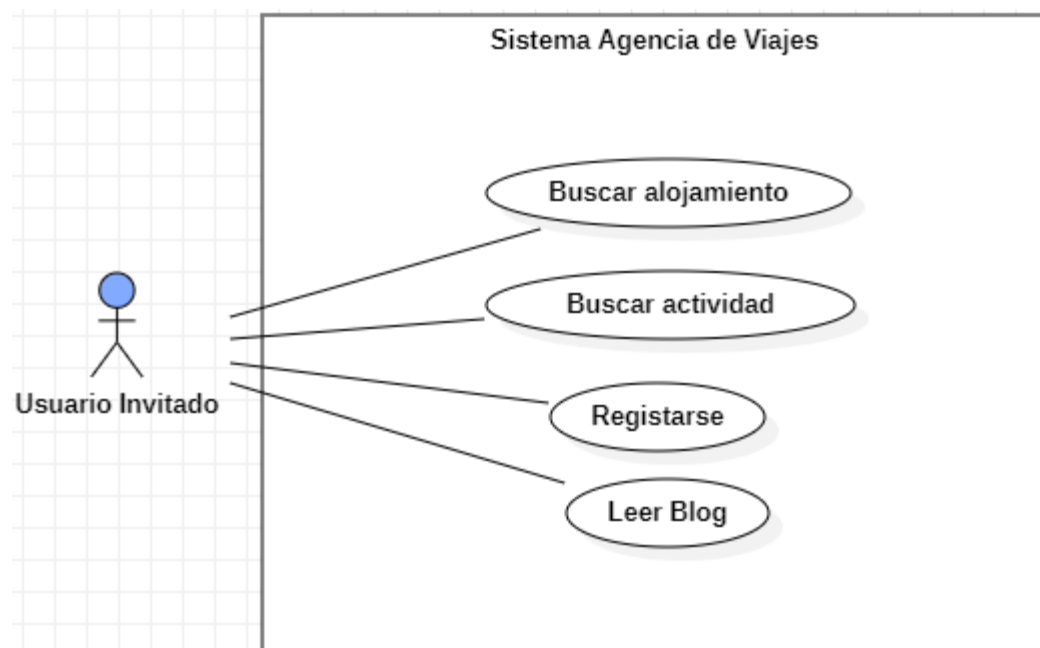 Sistema Agencia de Viajes
Buscar alojamiento
Buscar actividad
Usuario Invitado
Registarse
Leer Blog